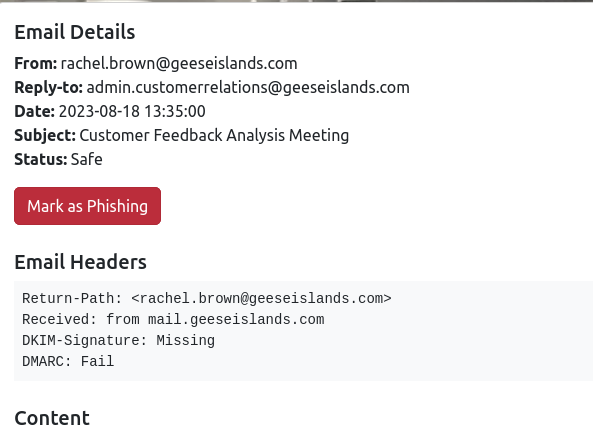 Email Details
From: rachel.brown@geeseislands.com
Reply-to: admin.customerrelations@geeseislands.com
Date: 2023-08-18 13:35:00
Subject: Customer Feedback Analysis Meeting
Status: Safe
Mark as Phishing
Email Headers
Return-Path: <rachel.brown@geeseislands.com>
Received: from mail.geeseislands.com
DKIM-Signature: Missing
DMARC: Fail
Content